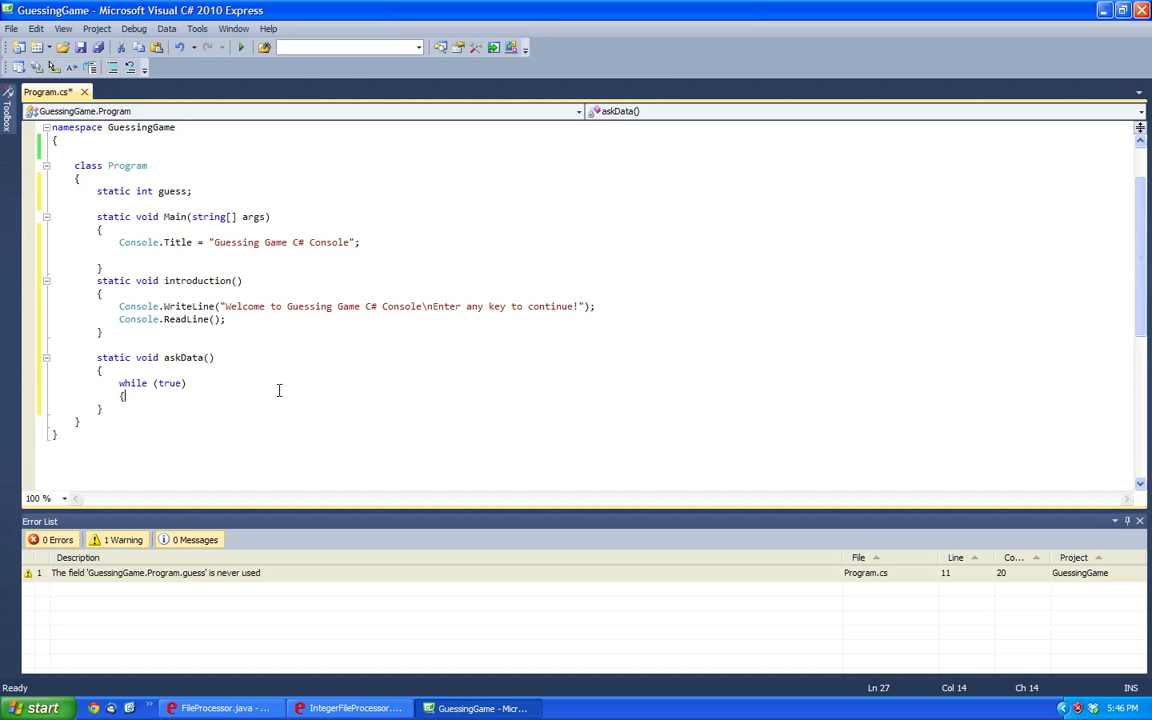 GuessingGame - Microsoft Visual C# 2010 Express
File Edit View Project Debug Data Tools Window Help
Program.cs*
Toolbox
GuessingGame.Program askData()
namespace GuessingGame
{
class Program
{
static int guess;
static void Main(string[] args)
{
Console.Title = "Guessing Game C# Console";
}
static void introduction()
{
Console.WriteLine("Welcome to Guessing Game C# Console\nEnter any key to continue!");
Console.ReadLine();
}
static void askData()
{
while (true)
{
}
}
}
100 %
Error List
0 Errors 1 Warning 0 Messages
Description File Line Co... Project
1 The field 'GuessingGame.Program.guess' is never used Program.cs 11 20 GuessingGame
Ready Ln 27 Col 14 Ch 14 INS
start FileProcessor.java - ... IntegerFileProcessor.... GuessingGame - Micr... 5:46 PM